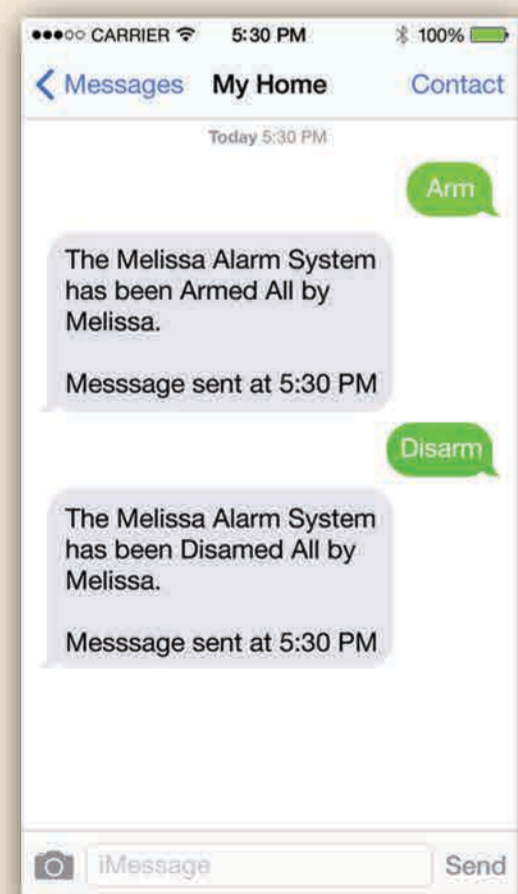 CARRIER 5:30 PM 100%
Messages My Home Contact
Today 5:30 PM
Arm
The Melissa Alarm System
has been Armed All by
Melissa.
Messsage sent at 5:30 PM
Disarm
The Melissa Alarm System
has been Disamed All by
Melissa.
Messsage sent at 5:30 PM
iMessage Send